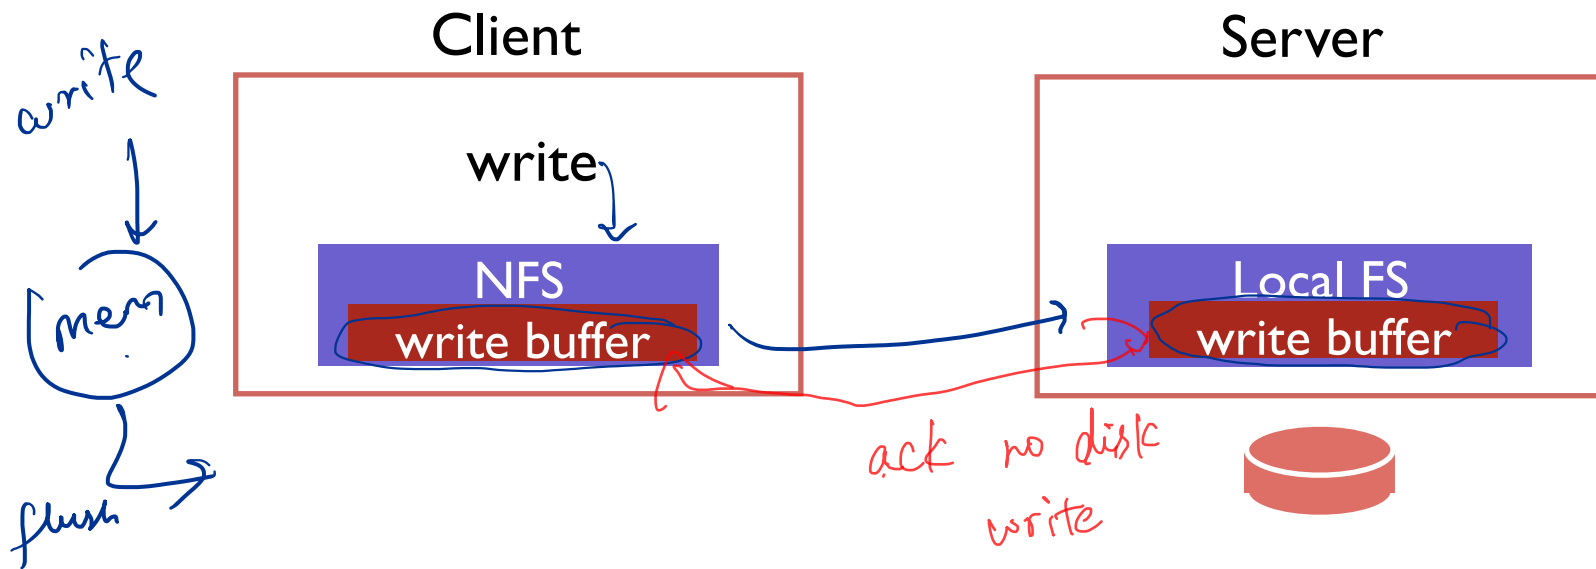 Client
Server
write
write
NFS
write buffer
Local FS
write buffer
mem
ack no disk
write
flush